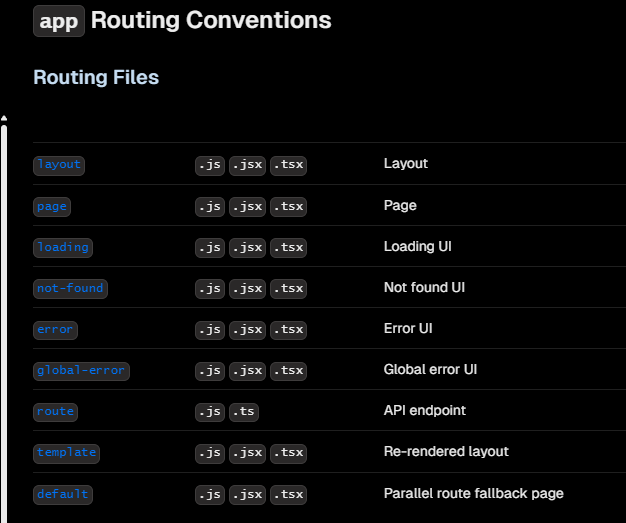 app Routing Conventions
Routing Files
layout .js .jsx .tsx Layout
page .js .jsx .tsx Page
loading .js .jsx .tsx Loading UI
not-found .js .jsx .tsx Not found UI
error .js .jsx .tsx Error UI
global-error .js .jsx .tsx Global error UI
route .js .ts API endpoint
template .js .jsx .tsx Re-rendered layout
default .js .jsx .tsx Parallel route fallback page